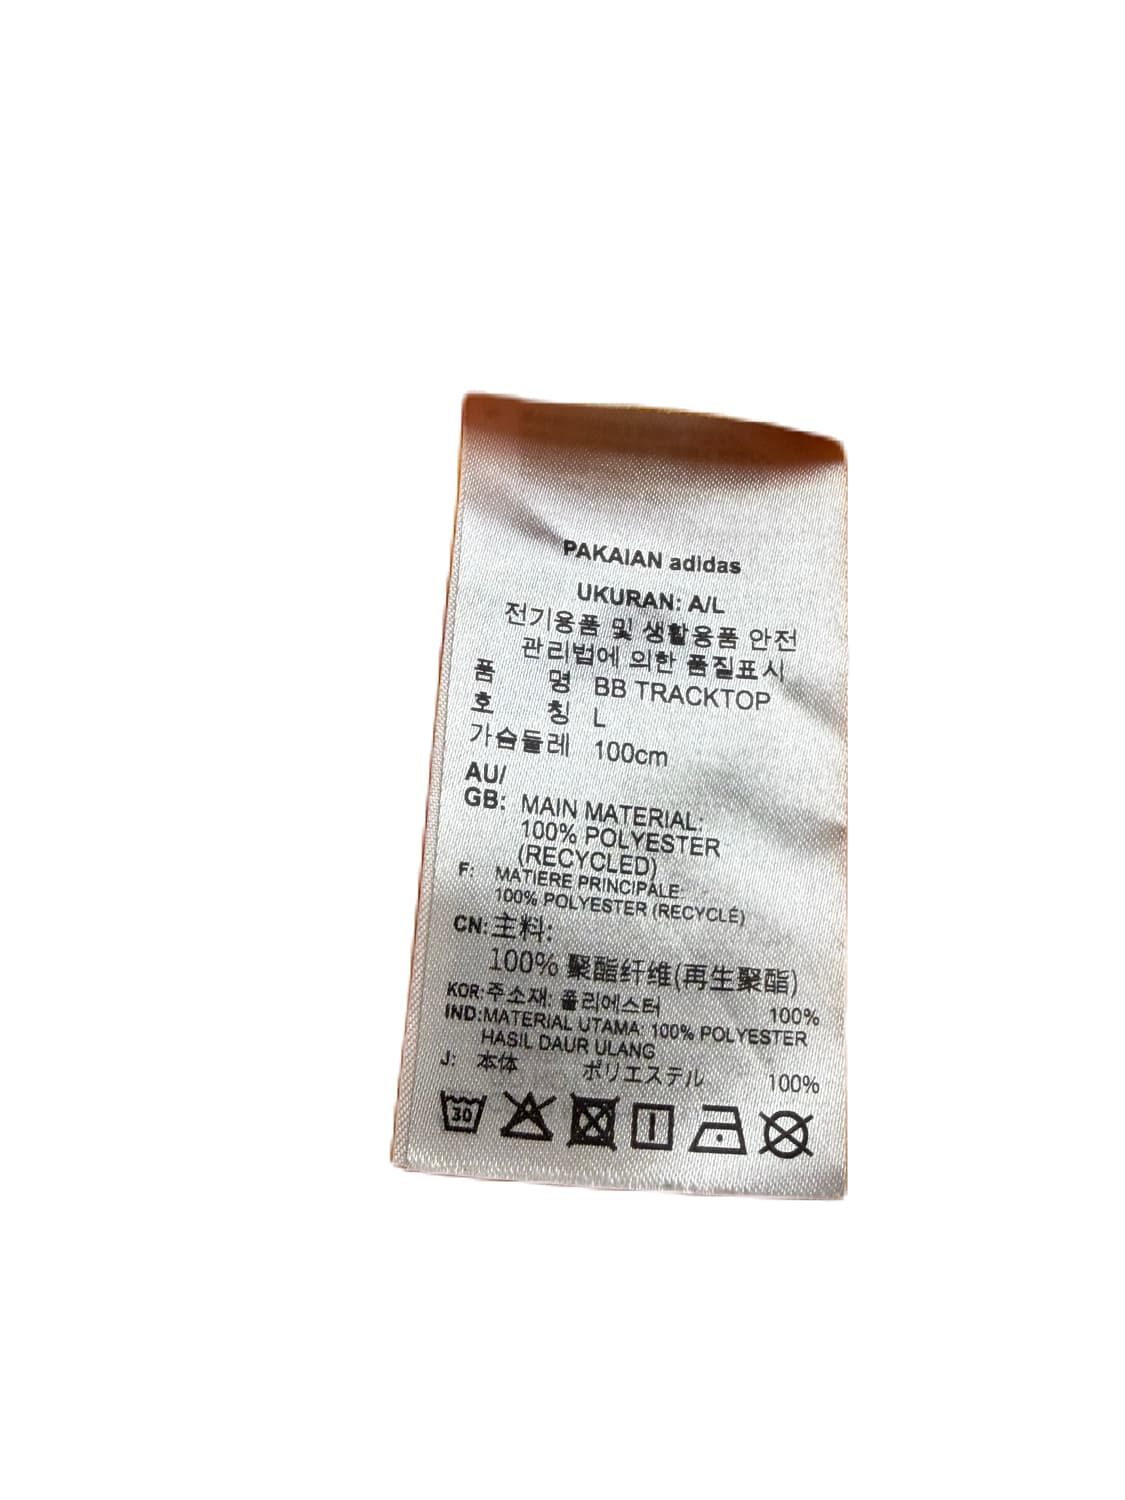 PAKAIAN adidas
UKURAN: A/L
전기용품 및 생활용품 안전
관리법에 의한 품질표시
품 명 BB TRACKTOP
호 칭 L
가슴둘레 100cm
AU/
GB: MAIN MATERIAL:
100% POLYESTER
(RECYCLED)
F: MATIERE PRINCIPALE:
100% POLYESTER (RECYCLÉ)
CN: 主料:
100% 聚酯纤维(再生聚酯)
KOR: 주소재: 폴리에스터 100%
IND: MATERIAL UTAMA: 100% POLYESTER
HASIL DAUR ULANG
J: 本体 ポリエステル 100%
30